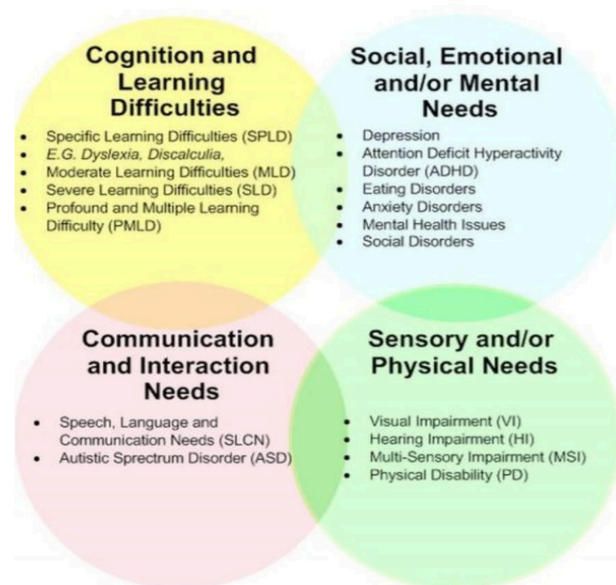 Cognition and
Learning
Difficulties
• Specific Learning Difficulties (SPLD)
• E.G. Dyslexia, Discalculia,
• Moderate Learning Difficulties (MLD)
• Severe Learning Difficulties (SLD)
• Profound and Multiple Learning
Difficulty (PMLD)
Social, Emotional
and/or Mental
Needs
• Depression
• Attention Deficit Hyperactivity
Disorder (ADHD)
• Eating Disorders
• Anxiety Disorders
• Mental Health Issues
• Social Disorders
Communication
and Interaction
Needs
• Speech, Language and
Communication Needs (SLCN)
• Autistic Sprectrum Disorder (ASD)
Sensory and/or
Physical Needs
• Visual Impairment (VI)
• Hearing Impairment (HI)
• Multi-Sensory Impairment (MSI)
• Physical Disability (PD)